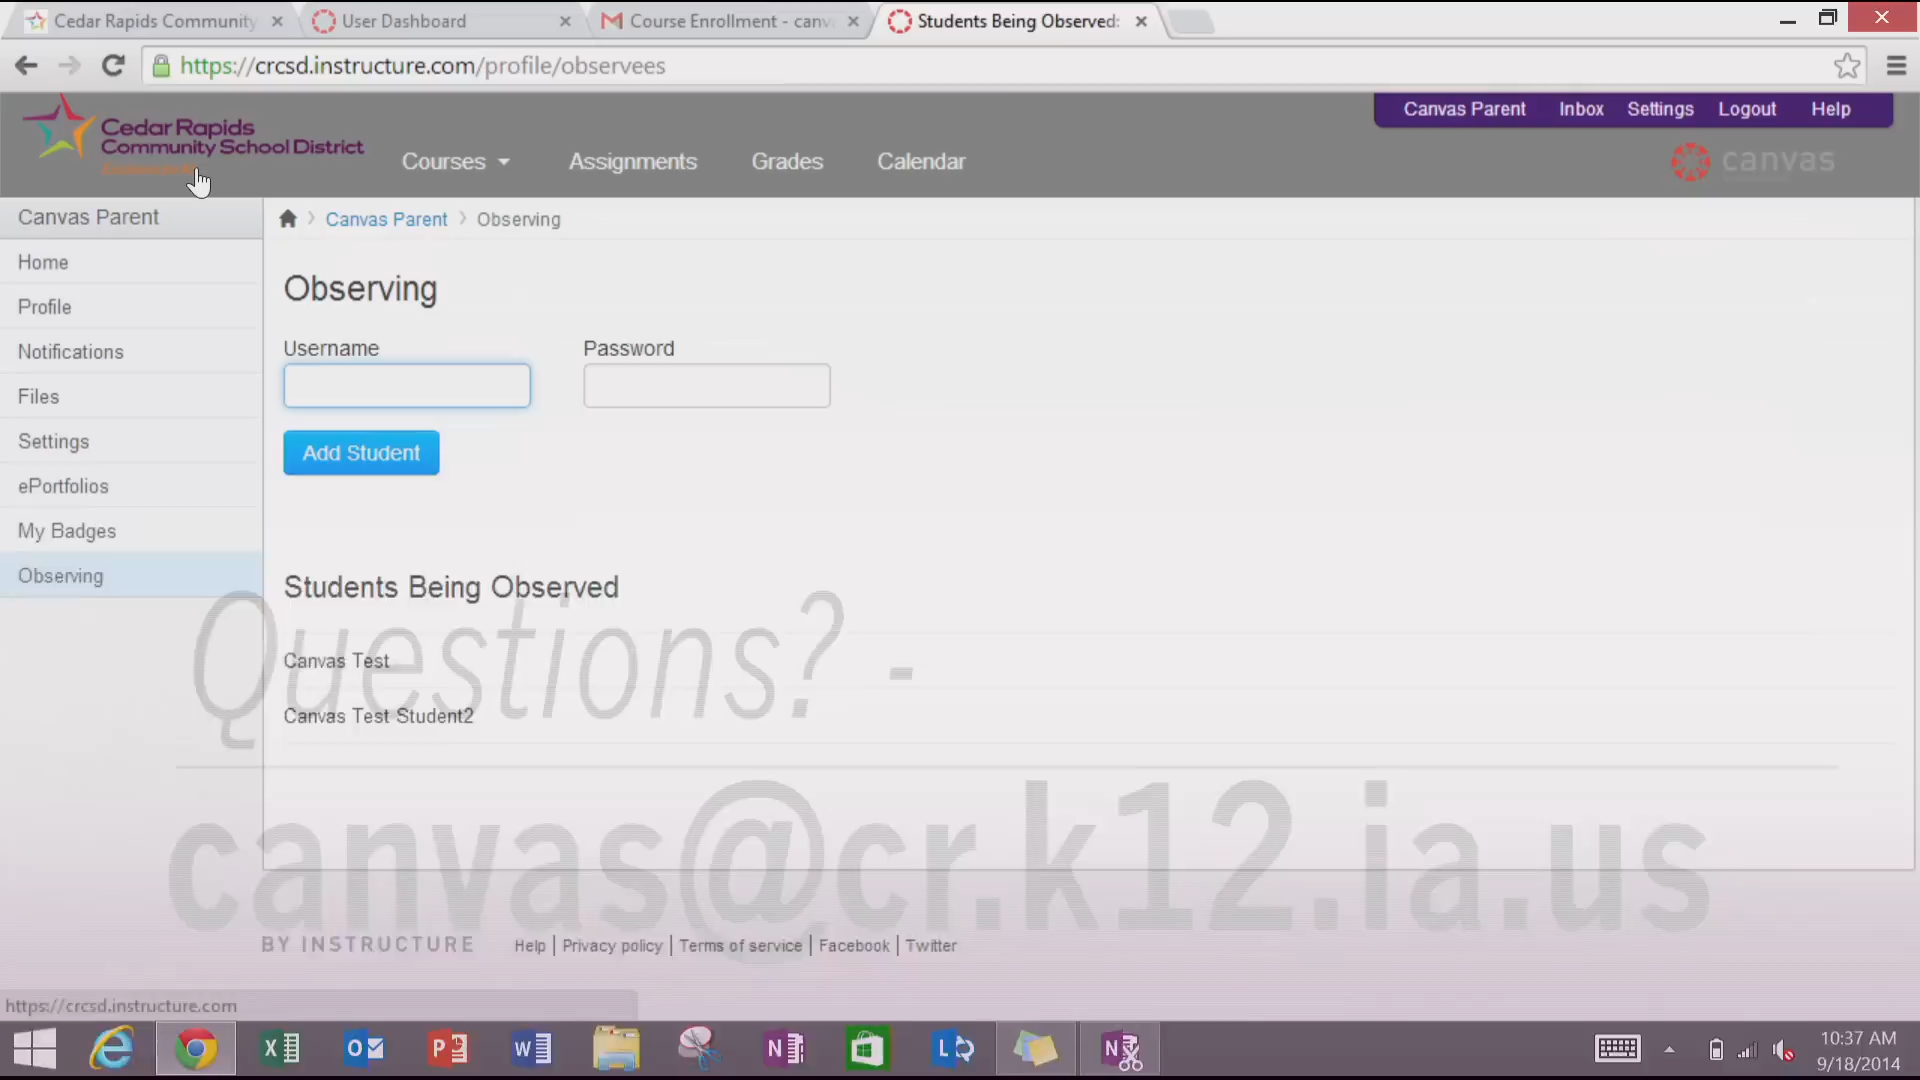 Cedar Rapids Community
User Dashboard
Course Enrollment - canv
Students Being Observed:
https://crcsd.instructure.com/profile/observees
Canvas Parent Inbox Settings Logout Help
Cedar Rapids
Community School District
Courses Assignments Grades Calendar
canvas
Canvas Parent
Home
Profile
Notifications
Files
Settings
ePortfolios
My Badges
Observing
Canvas Parent > Observing
Observing
Username Password
Add Student
Students Being Observed
Canvas Test
Canvas Test Student2
Questions? -
canvas@cr.k12.ia.us
BY INSTRUCTURE Help | Privacy policy | Terms of service | Facebook | Twitter
https://crcsd.instructure.com
10:37 AM
9/18/2014